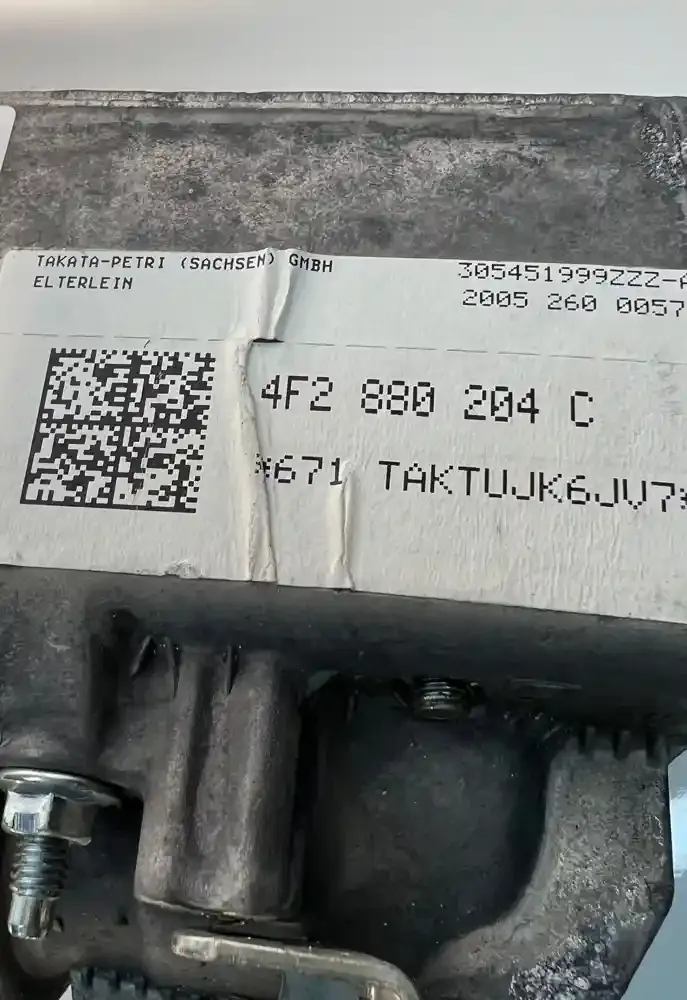 TAKATA-PETRI (SACHSEN) GMBH
ELTERLEIN
305451999ZZZ-A
2005 260 0057
4F2 880 204 C
*671 TAKTUJK6JV7*